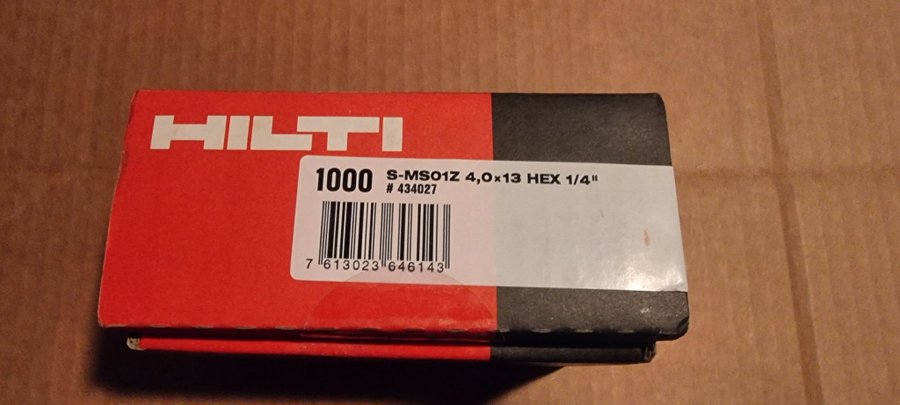 HILTI
1000 S-MS01Z 4,0×13 HEX 1/4"
# 434027
7 613023 646143